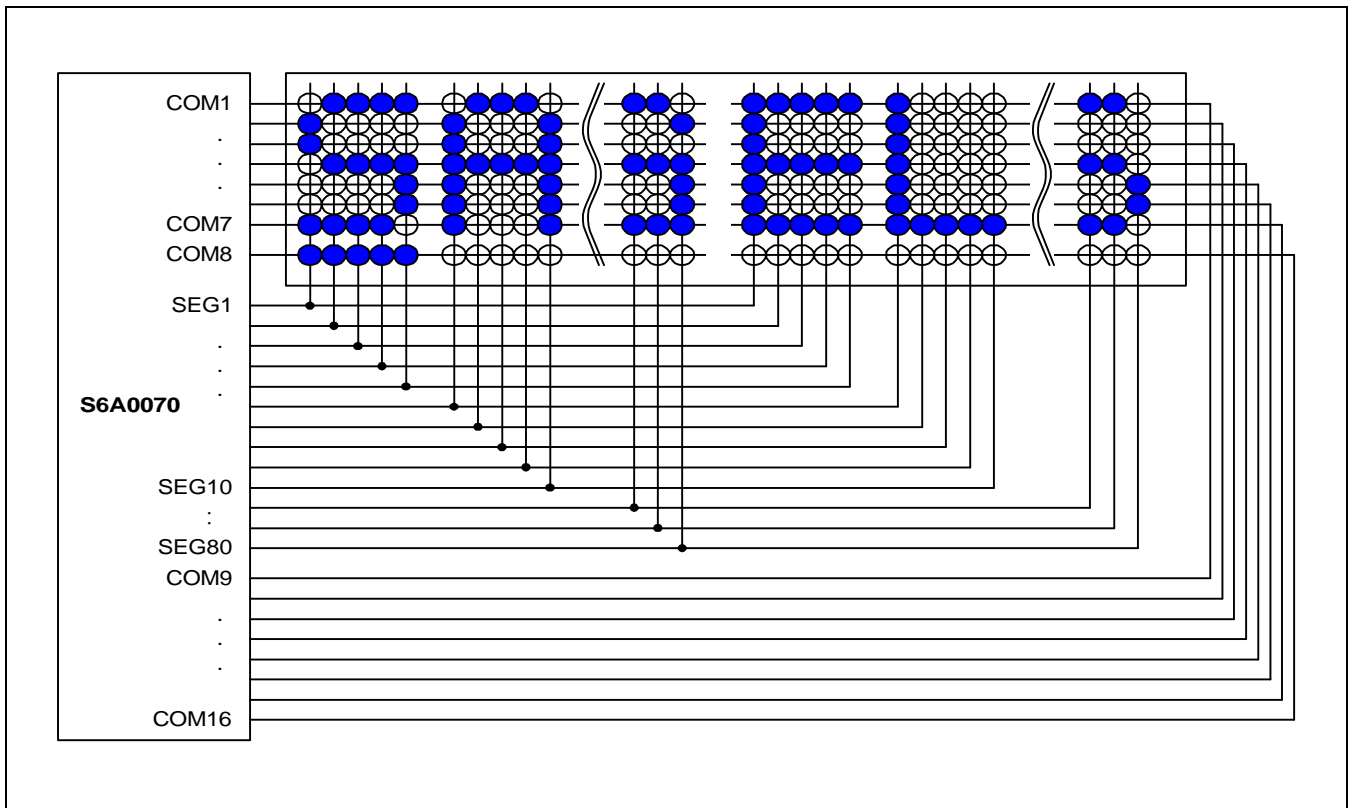 COM1
.
.
.
COM7
COM8
SEG1
.
.
.
S6A0070
SEG10
:
SEG80
COM9
.
.
.
COM16